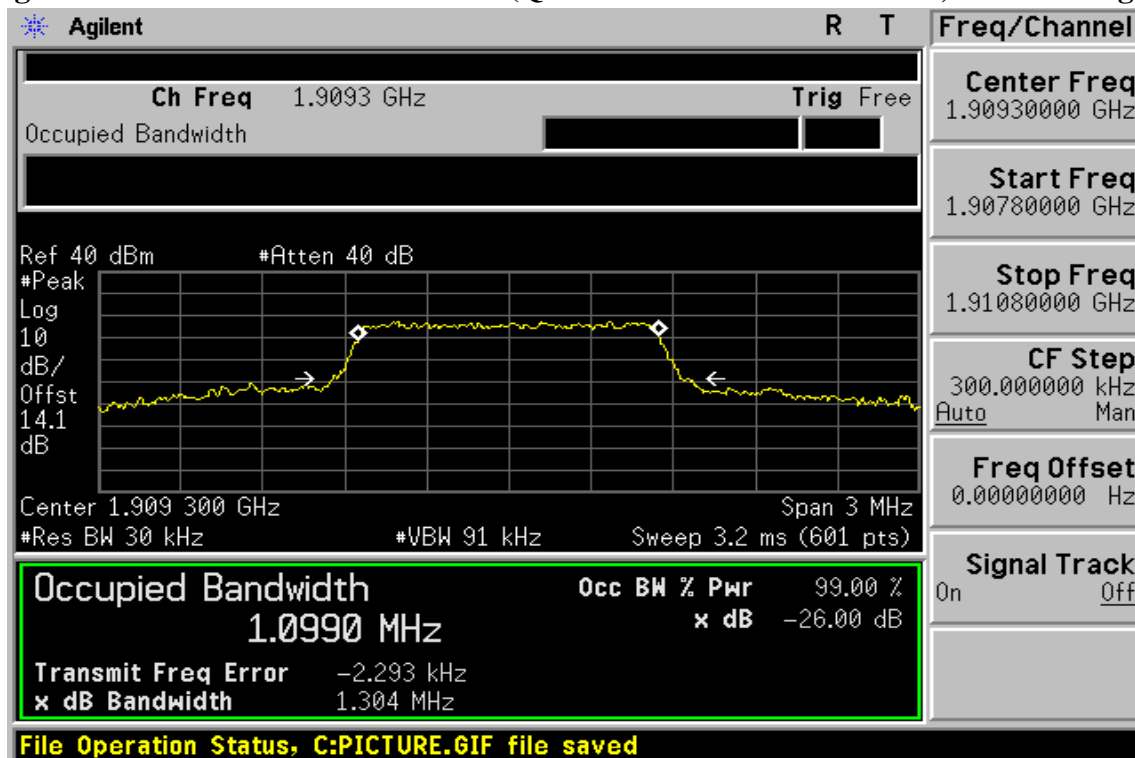 Agilent R T
Ch Freq 1.9093 GHz Trig Free
Occupied Bandwidth
Ref 40 dBm #Atten 40 dB
#Peak
Log
10
dB/
Offst
14.1
dB
Center 1.909 300 GHz Span 3 MHz
#Res BW 30 kHz #VBW 91 kHz Sweep 3.2 ms (601 pts)
Occupied Bandwidth Occ BW % Pwr 99.00 %
1.0990 MHz x dB -26.00 dB
Transmit Freq Error -2.293 kHz
x dB Bandwidth 1.304 MHz
File Operation Status, C:PICTURE.GIF file saved
Freq/Channel
Center Freq
1.90930000 GHz
Start Freq
1.90780000 GHz
Stop Freq
1.91080000 GHz
CF Step
300.000000 kHz
Auto Man
Freq Offset
0.00000000 Hz
Signal Track
On Off